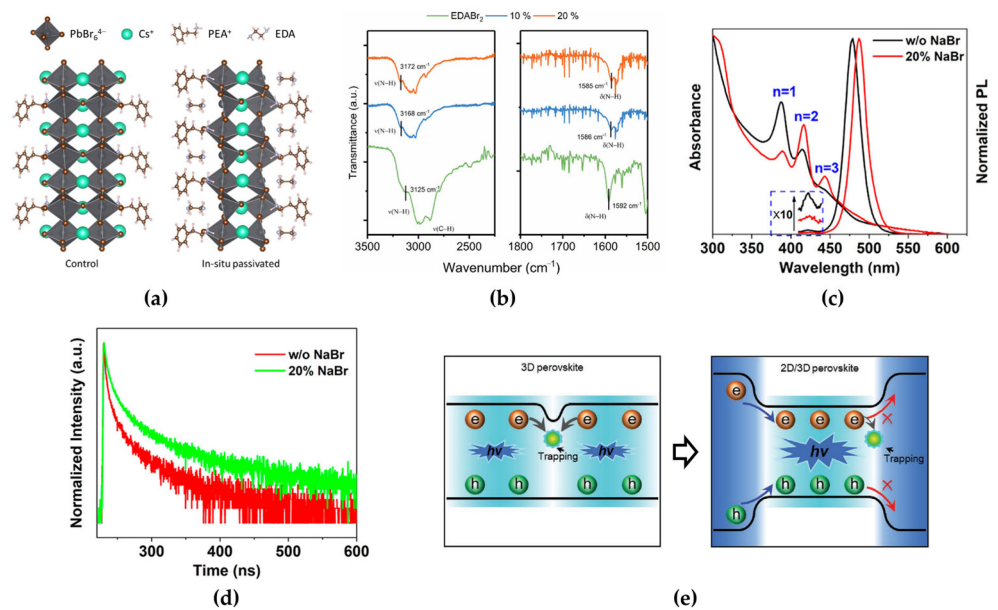 PbBr₆⁴⁻ Cs⁺ PEA⁺ EDA
Control In-situ passivated
(a)
EDABr₂ 10 % 20 %
Transmittance (a.u.)
3172 cm⁻¹
ν(N–H)
3168 cm⁻¹
ν(N–H)
3125 cm⁻¹
ν(N–H)
ν(C–H)
1585 cm⁻¹
δ(N–H)
1586 cm⁻¹
δ(N–H)
1592 cm⁻¹
δ(N–H)
3500 3000 2500 1800 1700 1600 1500
Wavenumber (cm⁻¹)
(b)
w/o NaBr
20% NaBr
n=1
n=2
n=3
X10
Absorbance
Normalized PL
300 350 400 450 500 550 600
Wavelength (nm)
(c)
w/o NaBr
20% NaBr
Normalized Intensity (a.u.)
300 400 500 600
Time (ns)
(d)
3D perovskite
e e e e
hv hv
Trapping
h h h h
2D/3D perovskite
e e e e
hv
Trapping
h h h h
(e)